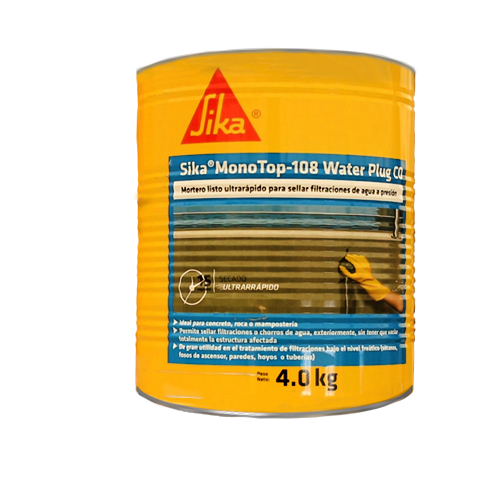 Sika®
Sika® MonoTop-108 Water Plug CO
Mortero listo ultrarápido para sellar filtraciones de agua a presión
SECADO
ULTRARRÁPIDO
Ideal para concreto, roca o mampostería
Permite sellar filtraciones o chorros de agua, exteriormente, sin tener que vaciar
totalmente la estructura afectada
De gran utilidad en el tratamiento de filtraciones bajo el nivel freático (sótanos,
fosos de ascensor, paredes, hoyos o tuberías)
Peso
Neto: 4.0 kg